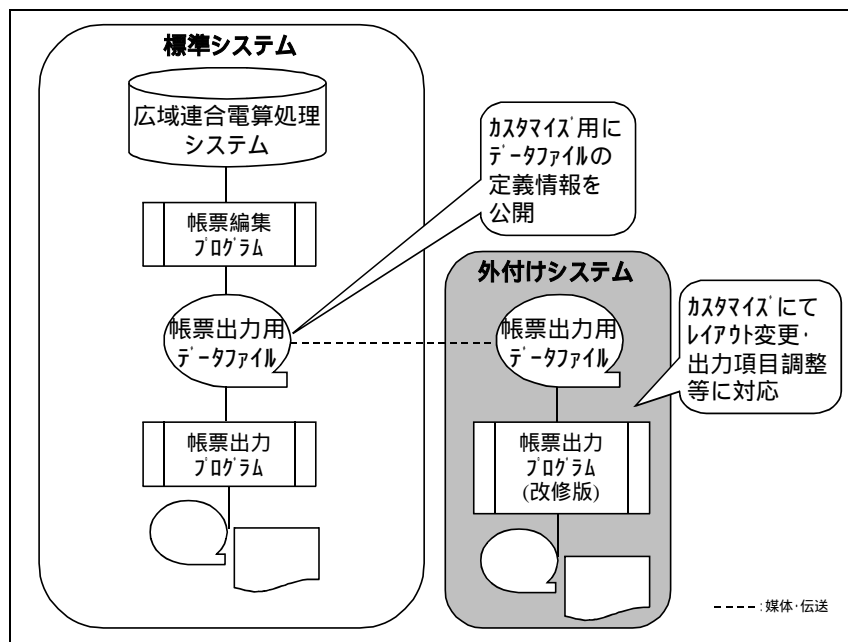 標準システム
広域連合電算処理
システム
帳票編集
ﾌﾟﾛｸﾞﾗﾑ
帳票出力用
ﾃﾞｰﾀﾌｧｲﾙ
帳票出力
ﾌﾟﾛｸﾞﾗﾑ
ｶｽﾀﾏｲｽﾞ用に
ﾃﾞｰﾀﾌｧｲﾙの
定義情報を
公開
外付けシステム
帳票出力用
ﾃﾞｰﾀﾌｧｲﾙ
帳票出力
ﾌﾟﾛｸﾞﾗﾑ
(改修版)
ｶｽﾀﾏｲｽﾞにて
ﾚｲｱｳﾄ変更･
出力項目調整
等に対応
:媒体･伝送